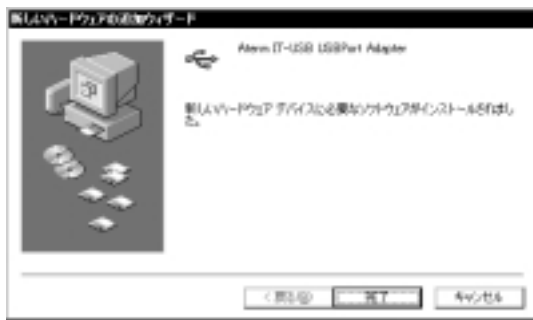 新しいハードウェアの追加ウィザード
Aterm IT-USB USBPort Adapter
新しいハードウェア デバイスに必要なソフトウェアがインストールされまし
た。
< 戻る(B)
完了
キャンセル